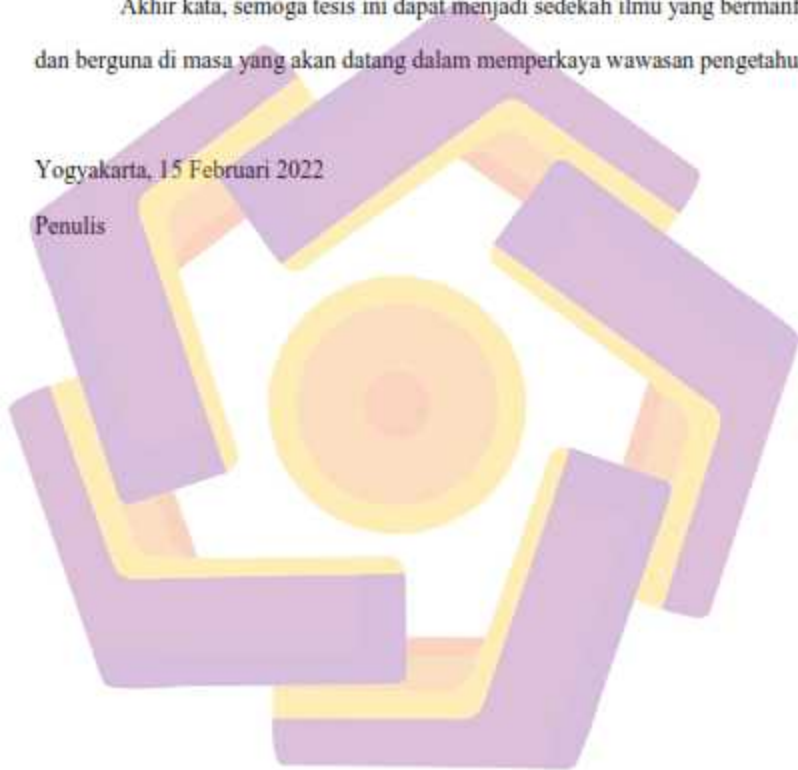 Akhir kata, semoga tesis ini dapat menjadi sedekah ilmu yang bermanf
dan berguna di masa yang akan datang dalam memperkaya wawasan pengetahu
Yogyakarta, 15 Februari 2022
Penulis